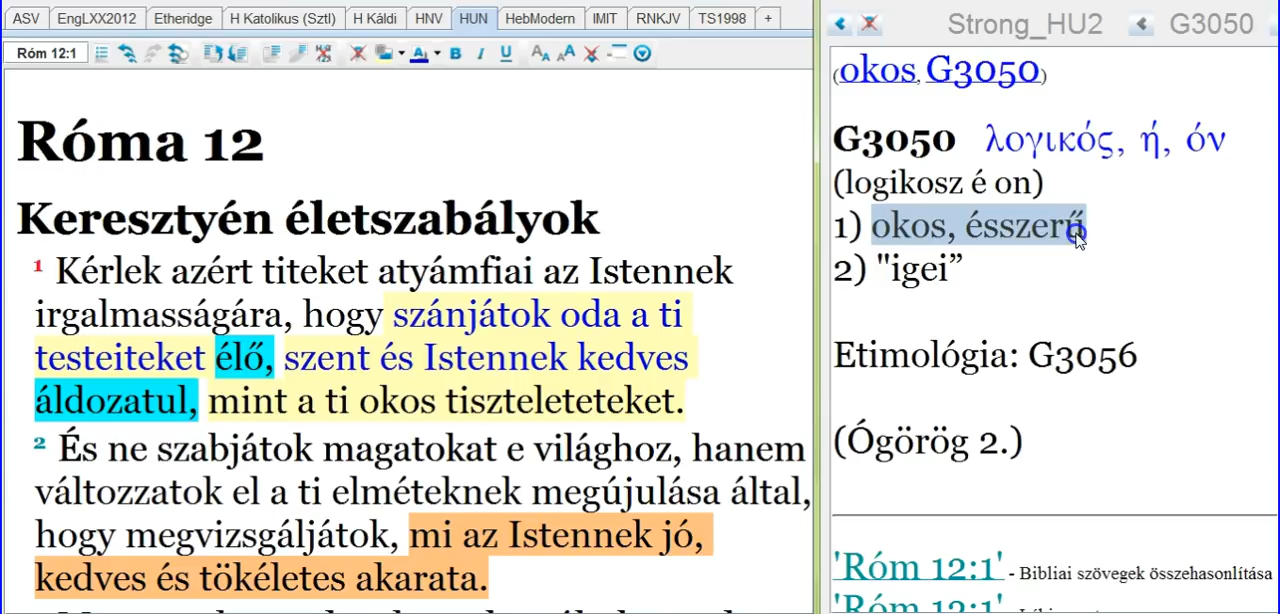 ASV EngLXX2012 Etheridge H Katolikus (Sztl) H Káldi HNV HUN HebModern IMIT RNKJV TS1998 +
Róm 12:1
Róma 12
Keresztyén életszabályok
1 Kérlek azért titeket atyámfiai az Istennek
irgalmasságára, hogy szánjátok oda a ti
testeiteket élő, szent és Istennek kedves
áldozatul, mint a ti okos tiszteleteteket.
2 És ne szabjátok magatokat e világhoz, hanem
változzatok el a ti elméteknek megújulása által,
hogy megvizsgáljátok, mi az Istennek jó,
kedves és tökéletes akarata.
Strong_HU2 G3050
(okos, G3050)
G3050 λογικός, ή, όν
(logikosz é on)
1) okos, ésszerű
2) "igei”
Etimológia: G3056
(Ógörög 2.)
'Róm 12:1' - Bibliai szövegek összehasonlítása
'Róm 12:1'